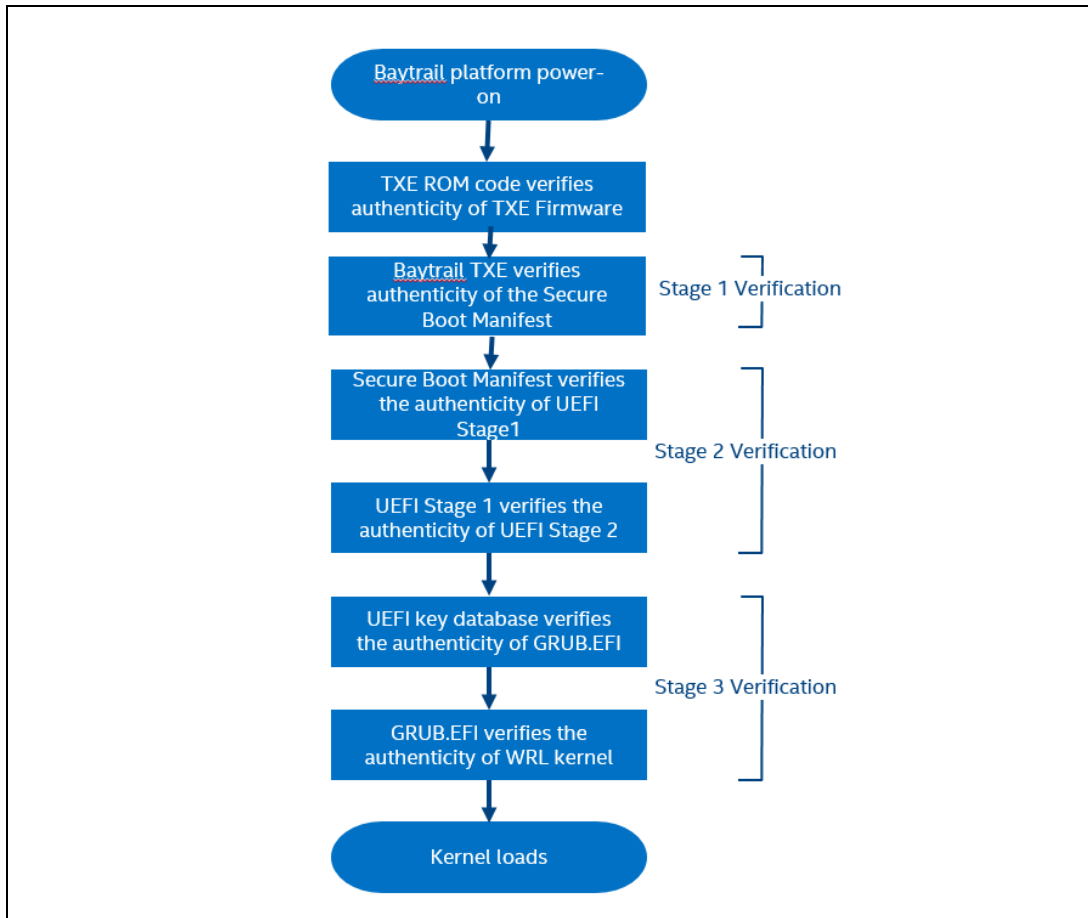 Baytrail platform power-
on
TXE ROM code verifies
authenticity of TXE Firmware
Baytrail TXE verifies
authenticity of the Secure
Boot Manifest
Stage 1 Verification
Secure Boot Manifest verifies
the authenticity of UEFI
Stage1
Stage 2 Verification
UEFI Stage 1 verifies the
authenticity of UEFI Stage 2
UEFI key database verifies
the authenticity of GRUB.EFI
Stage 3 Verification
GRUB.EFI verifies the
authenticity of WRL kernel
Kernel loads